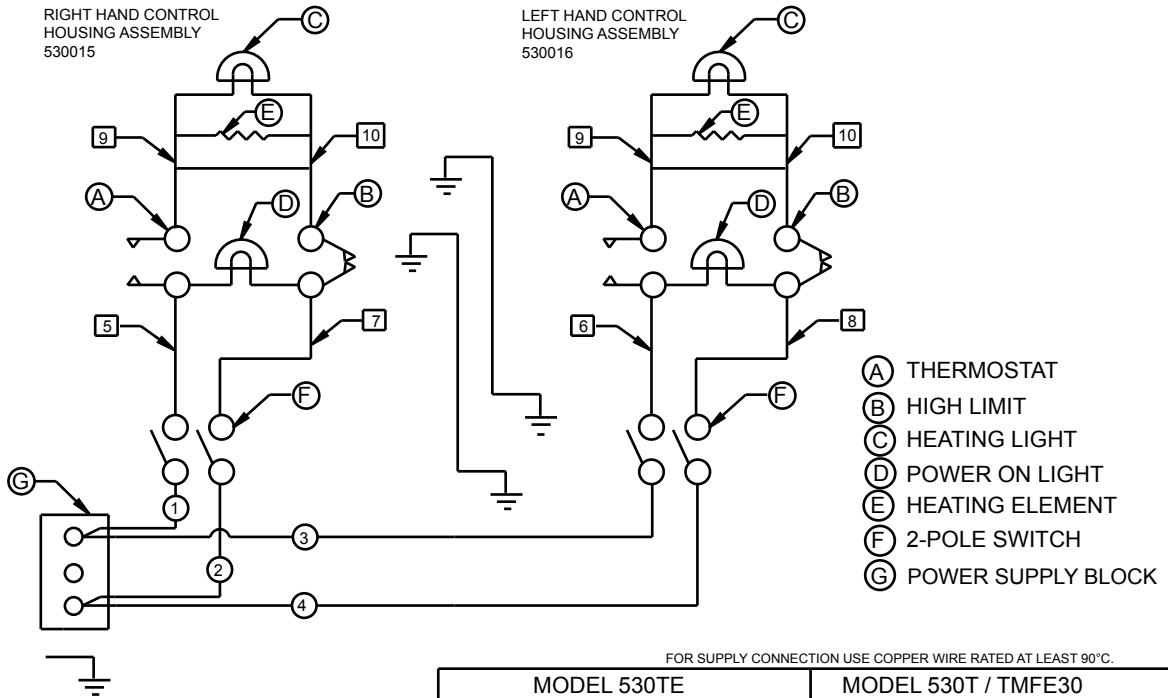 RIGHT HAND CONTROL
HOUSING ASSEMBLY
530015
C
E
9
10
A
D
B
5
7
F
G
1
3
2
4
LEFT HAND CONTROL
HOUSING ASSEMBLY
530016
C
E
9
10
A
D
B
6
8
F
A THERMOSTAT
B HIGH LIMIT
C HEATING LIGHT
D POWER ON LIGHT
E HEATING ELEMENT
F 2-POLE SWITCH
G POWER SUPPLY BLOCK
FOR SUPPLY CONNECTION USE COPPER WIRE RATED AT LEAST 90°C.
MODEL 530TE
MODEL 530T / TMFE30